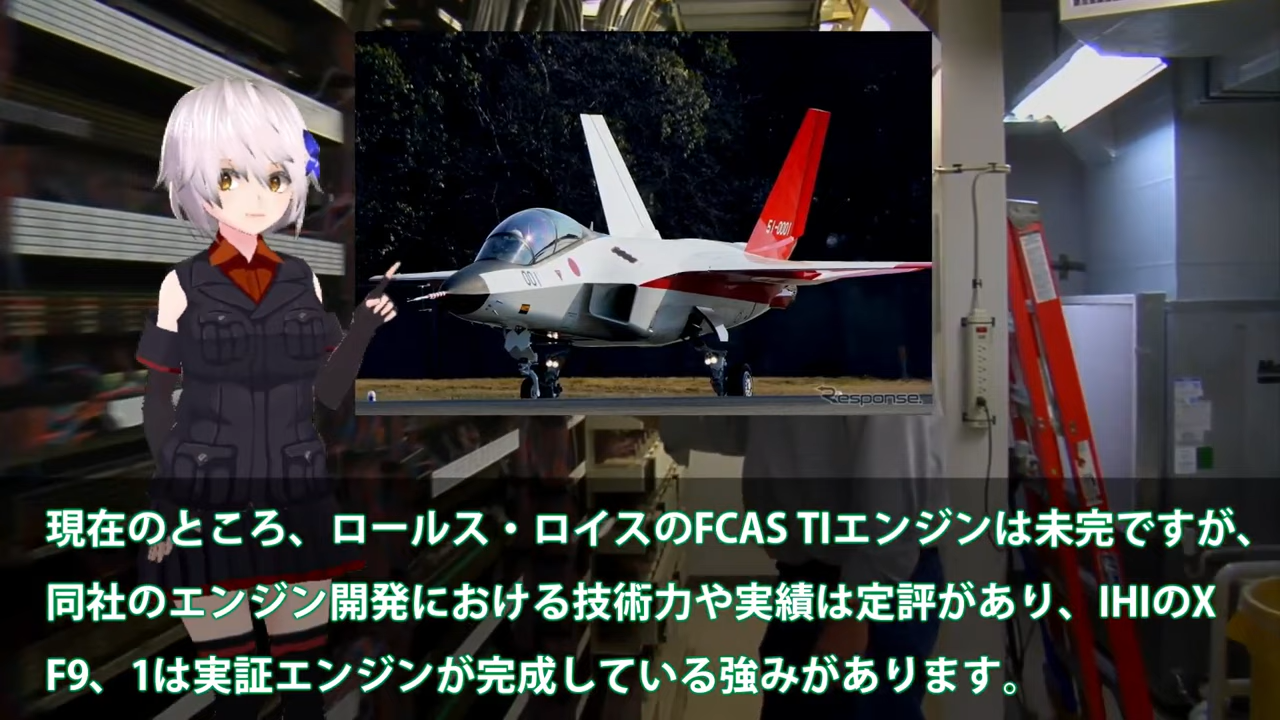 51-0001
001
Response.
現在のところ、ロールス・ロイスのFCAS TIエンジンは未完ですが、
同社のエンジン開発における技術力や実績は定評があり、IHIのX
F9、1は実証エンジンが完成している強みがあります。